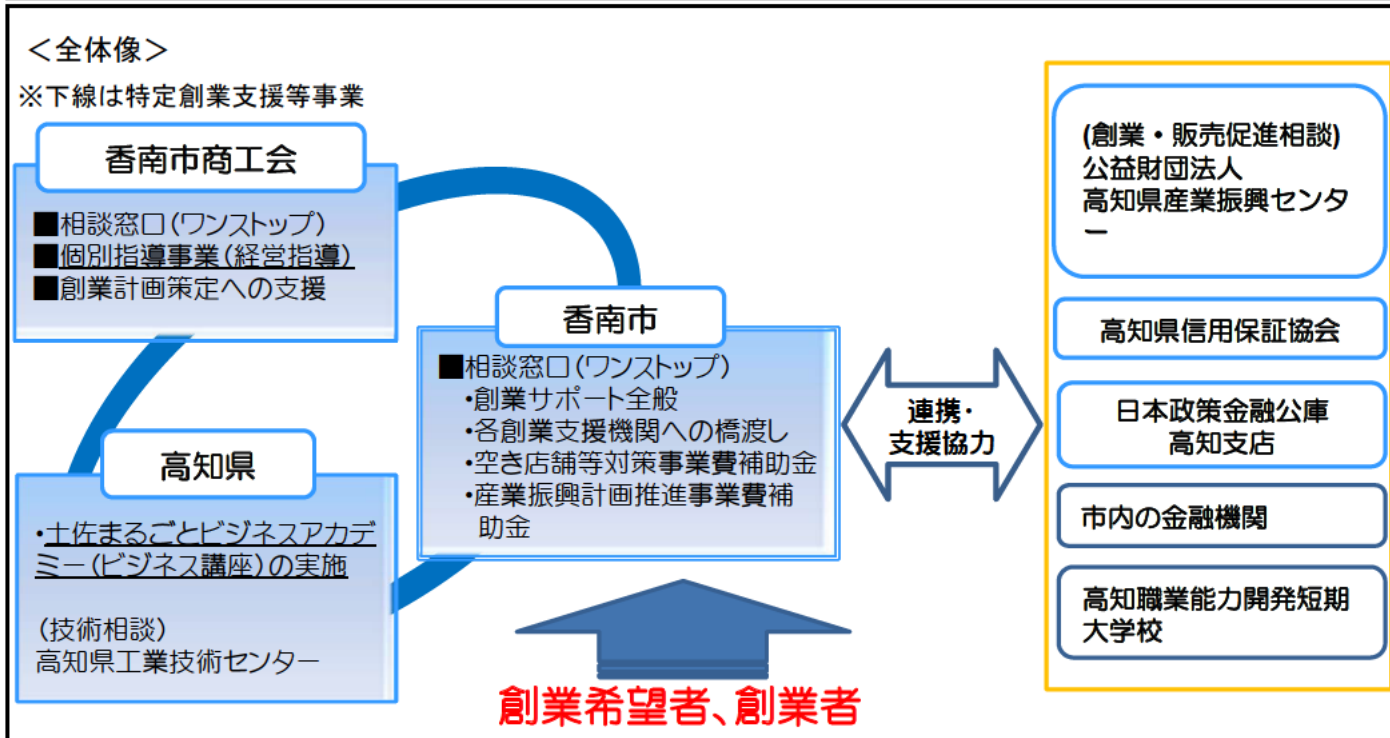 ＜全体像＞
※下線は特定創業支援等事業
香南市商工会
■相談窓口(ワンストップ)
■個別指導事業(経営指導)
■創業計画策定への支援
高知県
・土佐まるごとビジネスアカデ
ミー(ビジネス講座)の実施
(技術相談)
高知県工業技術センター
香南市
■相談窓口(ワンストップ)
・創業サポート全般
・各創業支援機関への橋渡し
・空き店舗等対策事業費補助金
・産業振興計画推進事業費補
助金
創業希望者、創業者
連携・
支援協力
(創業・販売促進相談)
公益財団法人
高知県産業振興センタ
ー
高知県信用保証協会
日本政策金融公庫
高知支店
市内の金融機関
高知職業能力開発短期
大学校